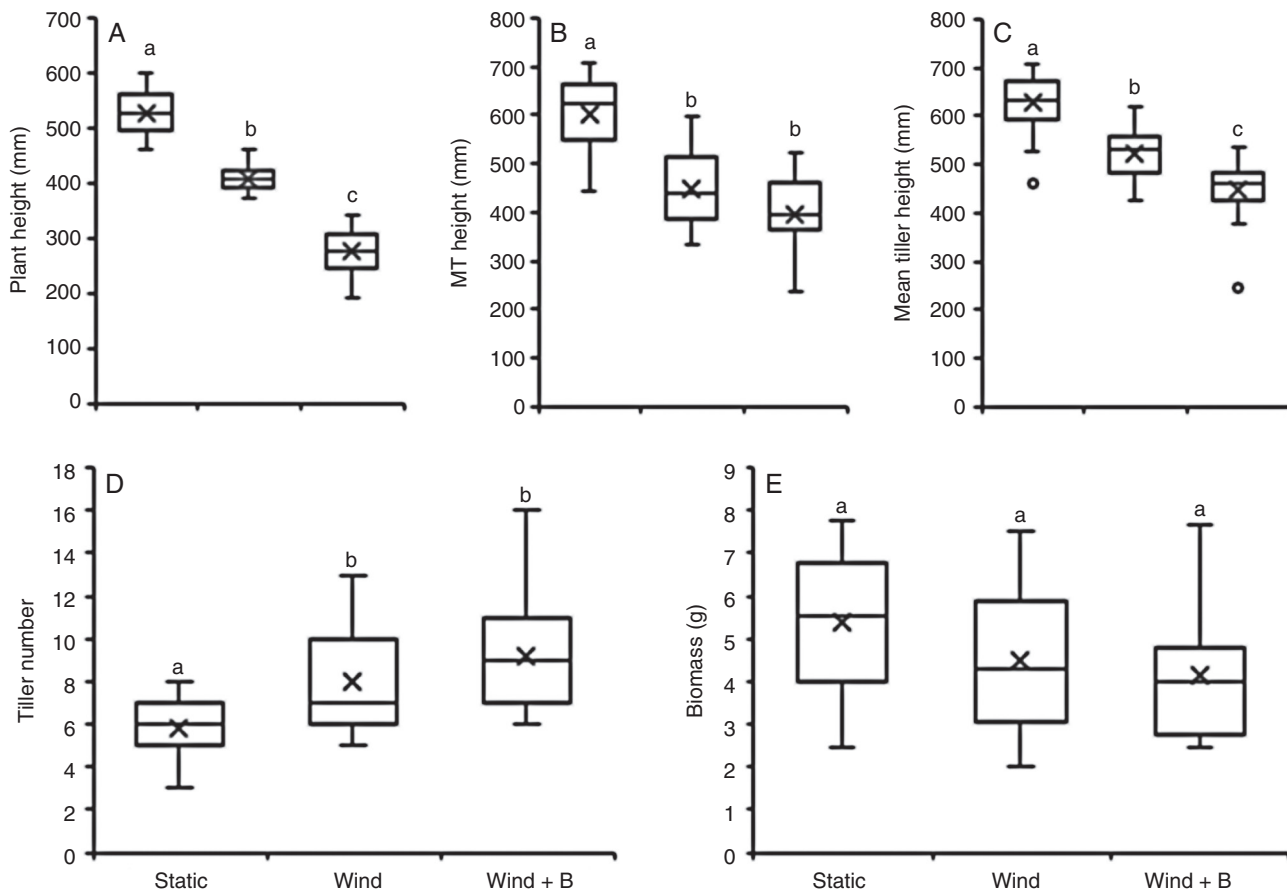 A
Plant height (mm)
700
600
500
400
300
200
100
0
a
b
c
B
MT height (mm)
800
700
600
500
400
300
200
100
0
a
b
b
C
Mean tiller height (mm)
800
700
600
500
400
300
200
100
0
a
b
c
D
Tiller number
18
16
14
12
10
8
6
4
2
0
a
b
b
Static Wind Wind + B
E
Biomass (g)
9
8
7
6
5
4
3
2
1
0
a
a
a
Static Wind Wind + B